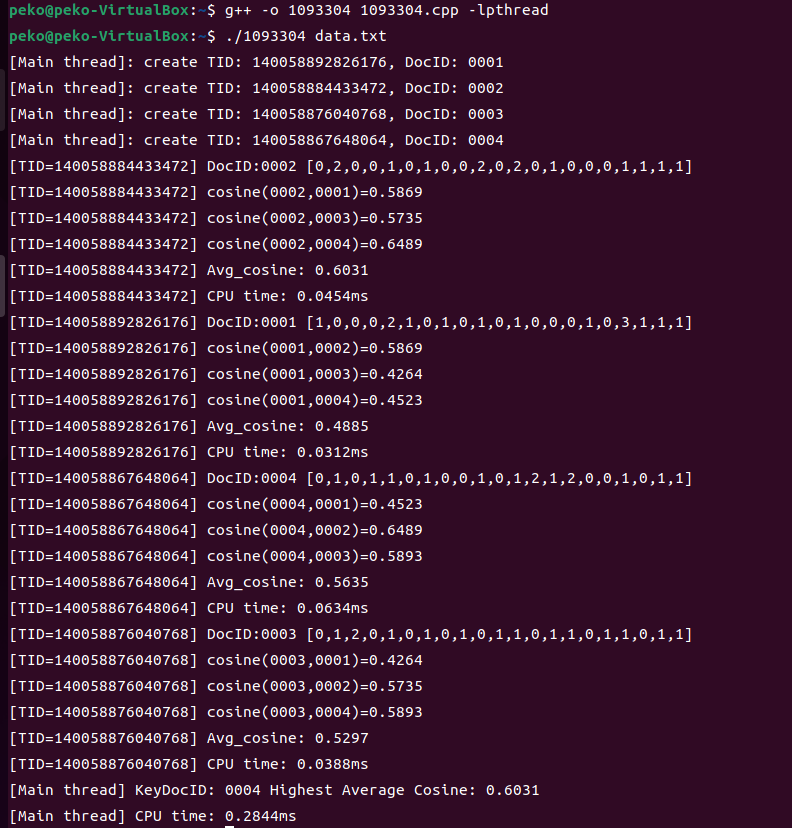 peko@peko-VirtualBox:~$ g++ -o 1093304 1093304.cpp -lpthread
peko@peko-VirtualBox:~$ ./1093304 data.txt
[Main thread]: create TID: 140058892826176, DocID: 0001
[Main thread]: create TID: 140058884433472, DocID: 0002
[Main thread]: create TID: 140058876040768, DocID: 0003
[Main thread]: create TID: 140058867648064, DocID: 0004
[TID=140058884433472] DocID:0002 [0,2,0,0,1,0,1,0,0,2,0,2,0,1,0,0,0,1,1,1,1]
[TID=140058884433472] cosine(0002,0001)=0.5869
[TID=140058884433472] cosine(0002,0003)=0.5735
[TID=140058884433472] cosine(0002,0004)=0.6489
[TID=140058884433472] Avg_cosine: 0.6031
[TID=140058884433472] CPU time: 0.0454ms
[TID=140058892826176] DocID:0001 [1,0,0,0,2,1,0,1,0,1,0,1,0,0,0,1,0,3,1,1,1]
[TID=140058892826176] cosine(0001,0002)=0.5869
[TID=140058892826176] cosine(0001,0003)=0.4264
[TID=140058892826176] cosine(0001,0004)=0.4523
[TID=140058892826176] Avg_cosine: 0.4885
[TID=140058892826176] CPU time: 0.0312ms
[TID=140058867648064] DocID:0004 [0,1,0,1,1,0,1,0,0,1,0,1,2,1,2,0,0,1,0,1,1]
[TID=140058867648064] cosine(0004,0001)=0.4523
[TID=140058867648064] cosine(0004,0002)=0.6489
[TID=140058867648064] cosine(0004,0003)=0.5893
[TID=140058867648064] Avg_cosine: 0.5635
[TID=140058867648064] CPU time: 0.0634ms
[TID=140058876040768] DocID:0003 [0,1,2,0,1,0,1,0,1,0,1,1,0,1,1,0,1,1,0,1,1]
[TID=140058876040768] cosine(0003,0001)=0.4264
[TID=140058876040768] cosine(0003,0002)=0.5735
[TID=140058876040768] cosine(0003,0004)=0.5893
[TID=140058876040768] Avg_cosine: 0.5297
[TID=140058876040768] CPU time: 0.0388ms
[Main thread] KeyDocID: 0004 Highest Average Cosine: 0.6031
[Main thread] CPU time: 0.2844ms